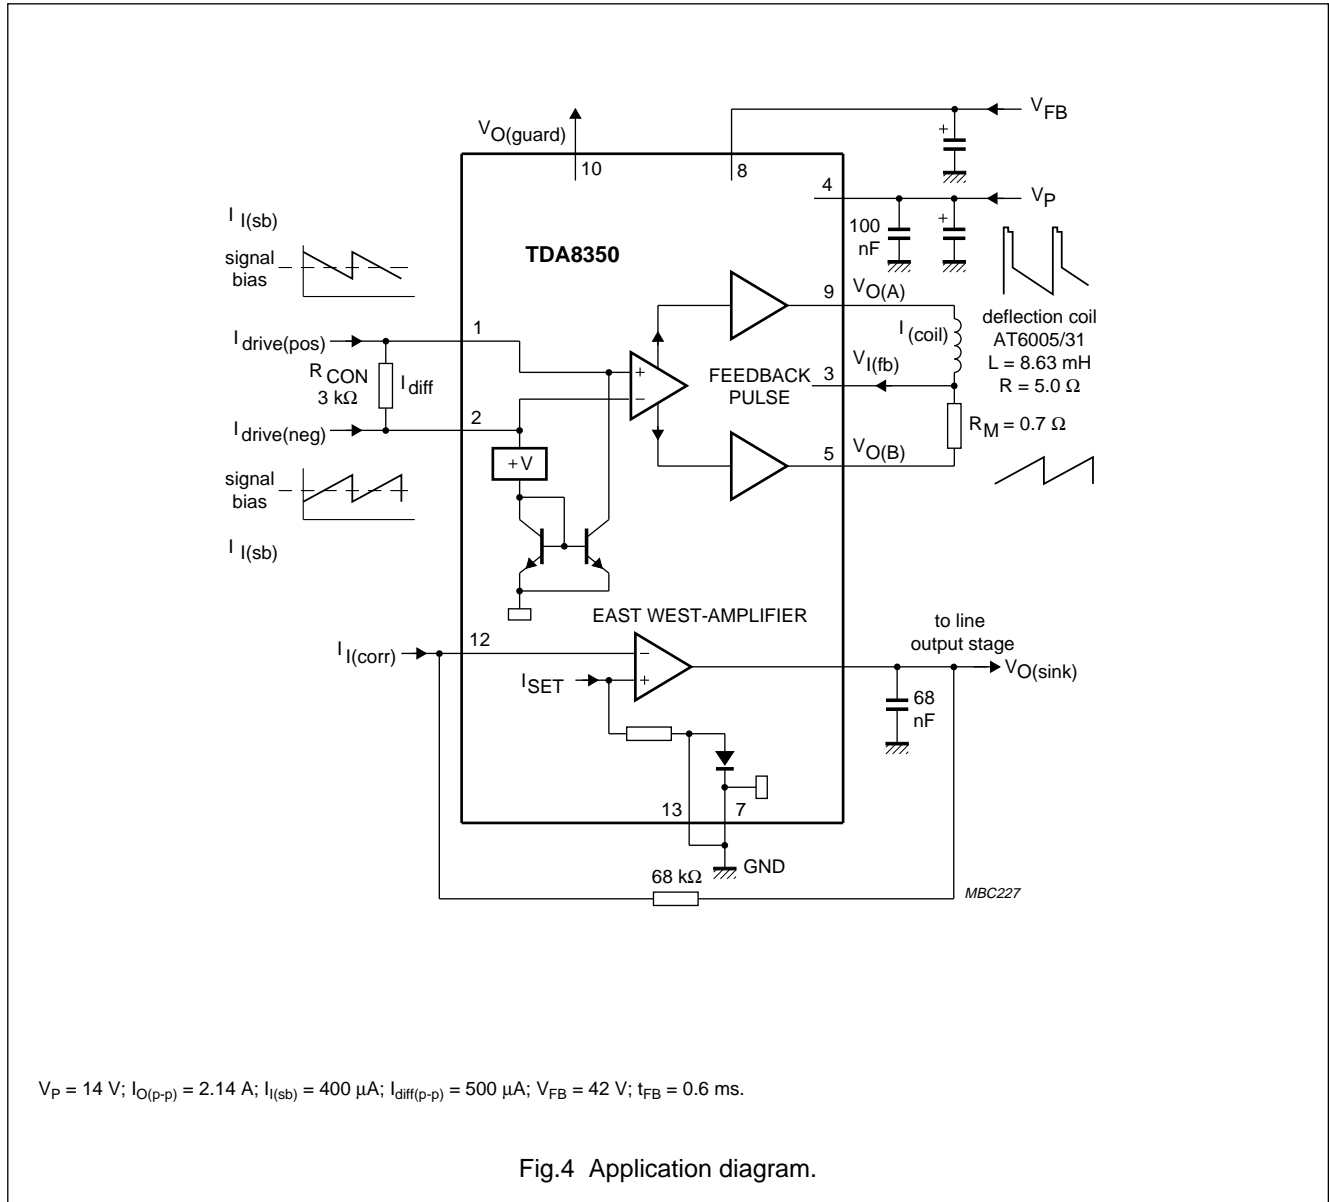 V_FB
V_O(guard)
+
10
8
4
V_P
I_I(sb)
100
nF
+
signal
bias
TDA8350
9
V_O(A)
deflection coil
I_(coil)
AT6005/31
1
I_drive(pos)
V_I(fb)
L = 8.63 mH
R_CON
3 kΩ
I_diff
+
−
FEEDBACK
PULSE
3
R = 5.0 Ω
2
R_M = 0.7 Ω
I_drive(neg)
5
V_O(B)
+V
signal
bias
I_I(sb)
EAST WEST-AMPLIFIER
to line
output stage
12
I_I(corr)
−
V_O(sink)
I_SET
+
68
nF
13
7
GND
68 kΩ
MBC227
V_P = 14 V; I_O(p-p) = 2.14 A; I_I(sb) = 400 µA; I_diff(p-p) = 500 µA; V_FB = 42 V; t_FB = 0.6 ms.
Fig.4 Application diagram.